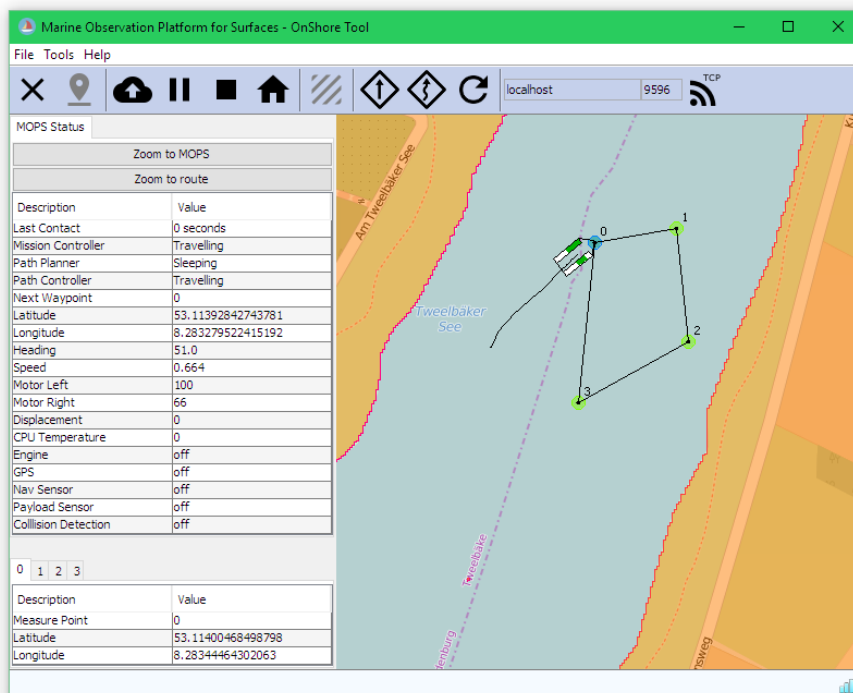 Marine Observation Platform for Surfaces - OnShore Tool
File Tools Help
localhost 9596 TCP
MOPS Status
Zoom to MOPS
Zoom to route
Description Value
Last Contact 0 seconds
Mission Controller Travelling
Path Planner Sleeping
Path Controller Travelling
Next Waypoint 0
Latitude 53.11392842743781
Longitude 8.283279522415192
Heading 51.0
Speed 0.664
Motor Left 100
Motor Right 66
Displacement 0
CPU Temperature 0
Engine off
GPS off
Nav Sensor off
Payload Sensor off
Colllision Detection off
0 1 2 3
Description Value
Measure Point 0
Latitude 53.11400468498798
Longitude 8.28344464302063
Am Tweelbäker See
Tweelbäker
See
0
1
2
3
Tweelbäke